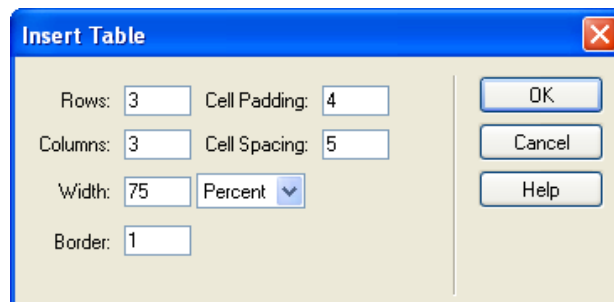 Insert Table
Rows: 3 Cell Padding: 4 OK
Columns: 3 Cell Spacing: 5 Cancel
Width: 75 Percent Help
Border: 1